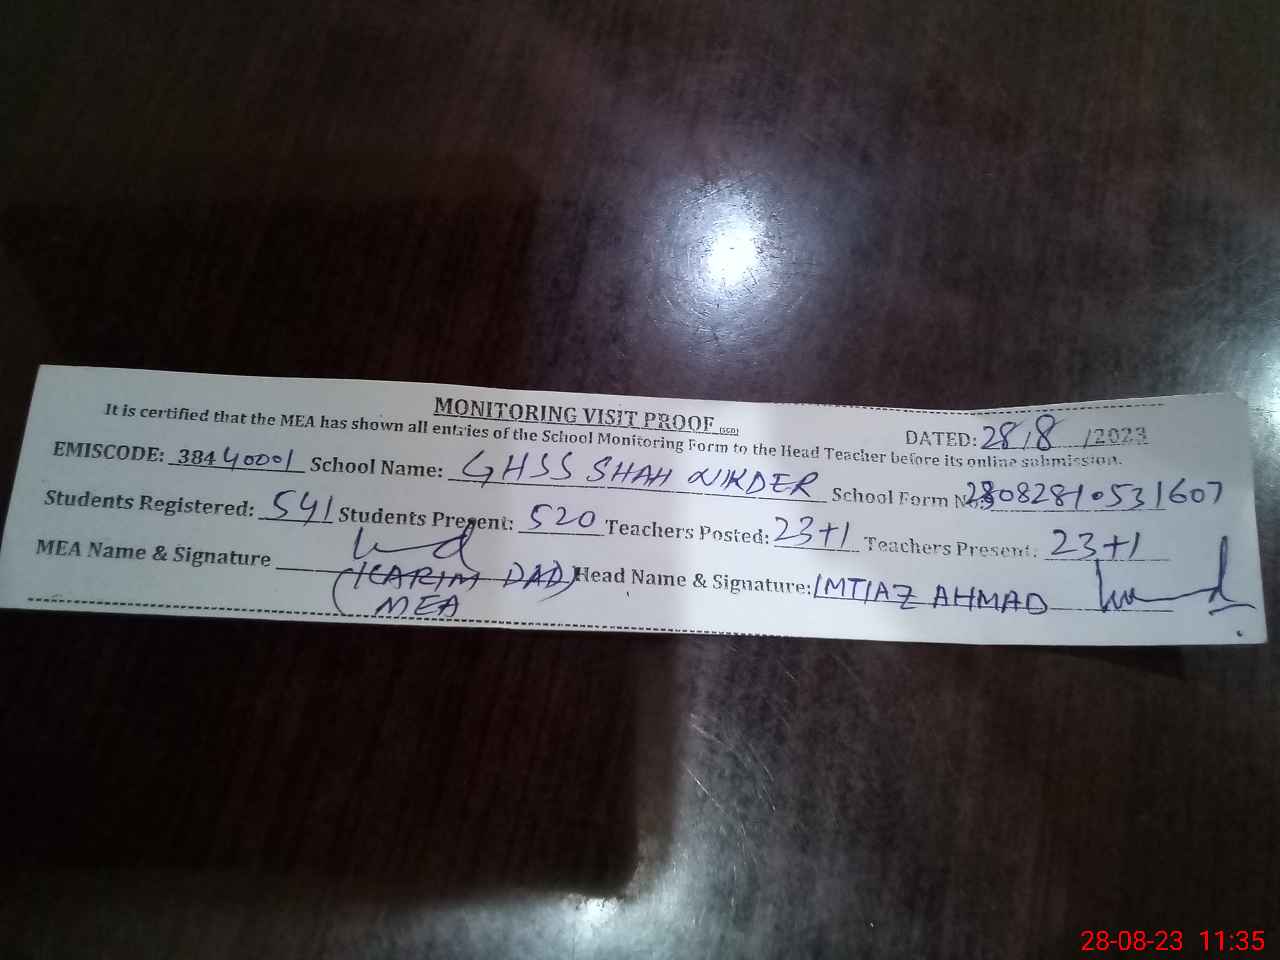 MONITORING VISIT PROOF
DATED: 28/8/2023
It is certified that the MEA has shown all entries of the School Monitoring Form to the Head Teacher before its online submission.
EMISCODE: 38440001 School Name: GHSS SHAH NIKDER School Form No: 28082810531607
Students Registered: 541 Students Present: 520 Teachers Posted: 23+1 Teachers Present: 23+1
MEA Name & Signature (KARIM DAD) Head Name & Signature: IMTIAZ AHMAD
MEA
28-08-23 11:35